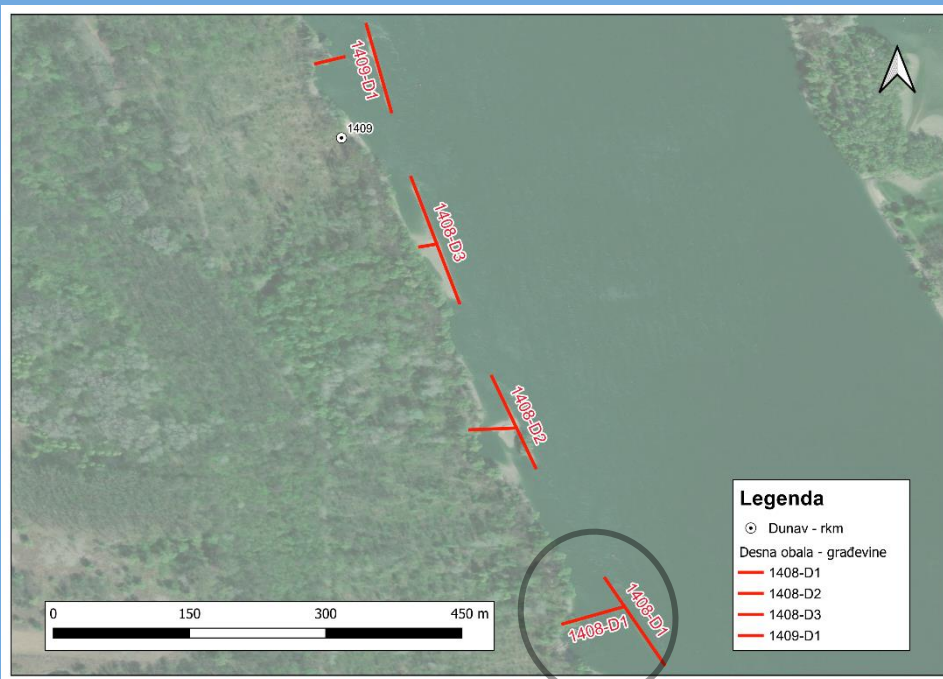 1409-D1
1409
1408-D3
1408-D2
1408-D1
1408-D1
0 150 300 450 m
Legenda
Dunav - rkm
Desna obala - građevine
1408-D1
1408-D2
1408-D3
1409-D1